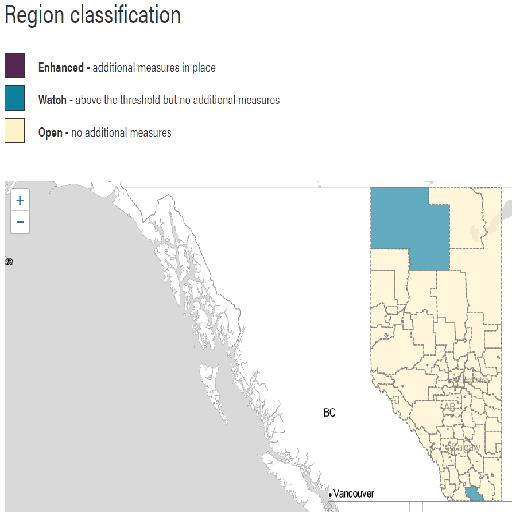 Region classification
Enhanced - additional measures in place
Watch - above the threshold but no additional measures
Open - no additional measures
+
−
BC
AB
Vancouver